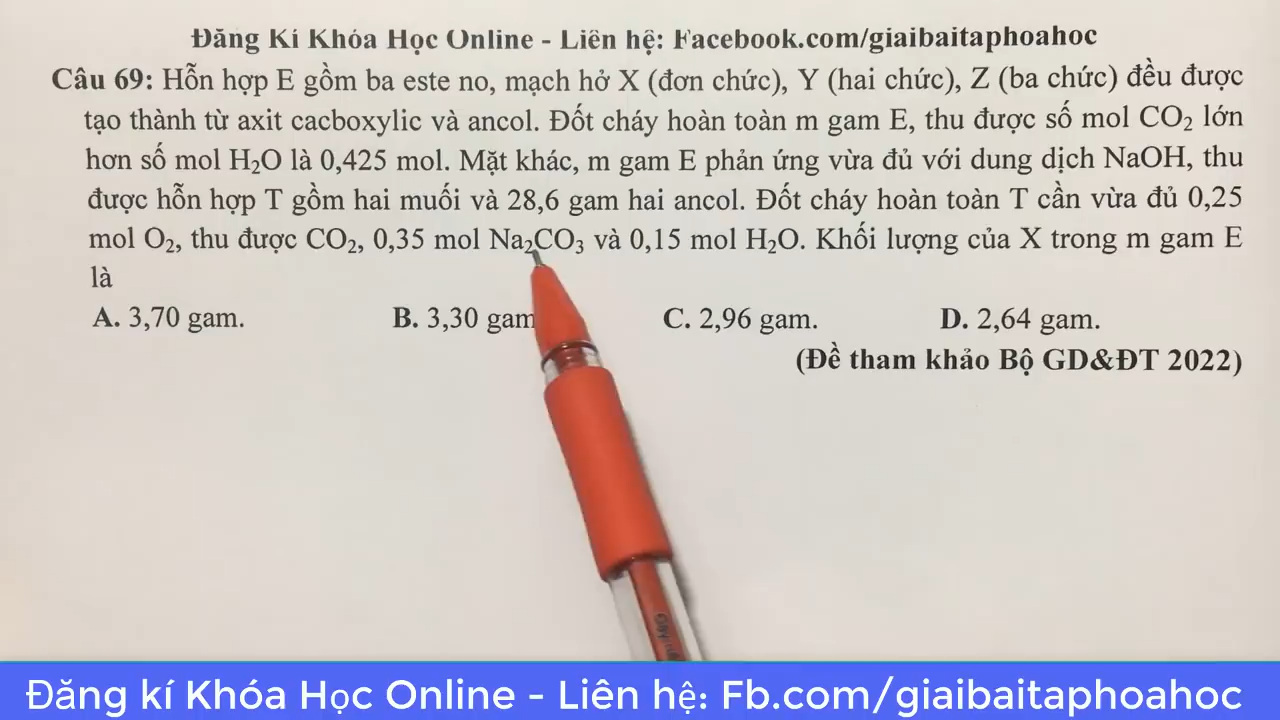 Đăng Kí Khóa Học Online - Liên hệ: Facebook.com/giaibaitaphoahoc
Câu 69: Hỗn hợp E gồm ba este no, mạch hở X (đơn chức), Y (hai chức), Z (ba chức) đều được
tạo thành từ axit cacboxylic và ancol. Đốt cháy hoàn toàn m gam E, thu được số mol CO₂ lớn
hơn số mol H₂O là 0,425 mol. Mặt khác, m gam E phản ứng vừa đủ với dung dịch NaOH, thu
được hỗn hợp T gồm hai muối và 28,6 gam hai ancol. Đốt cháy hoàn toàn T cần vừa đủ 0,25
mol O₂, thu được CO₂, 0,35 mol Na₂CO₃ và 0,15 mol H₂O. Khối lượng của X trong m gam E
là
A. 3,70 gam. B. 3,30 gam C. 2,96 gam. D. 2,64 gam.
(Đề tham khảo Bộ GD&ĐT 2022)
Đăng kí Khóa Học Online - Liên hệ: Fb.com/giaibaitaphoahoc